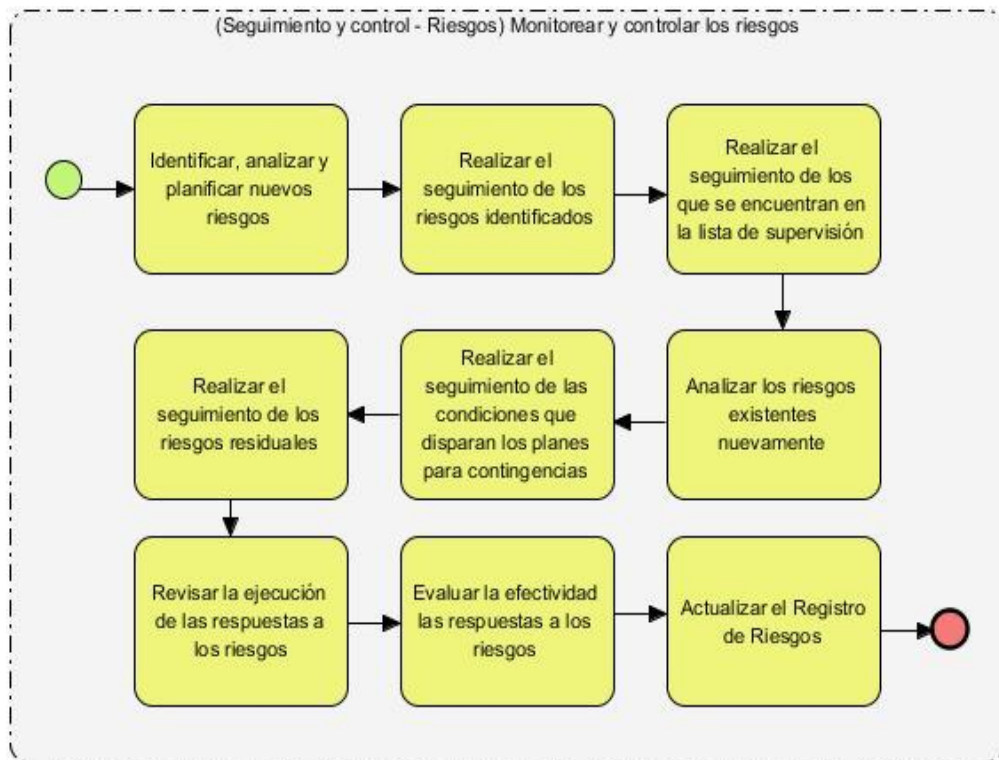 (Seguimiento y control - Riesgos) Monitorear y controlar los riesgos
Identificar, analizar y
planificar nuevos
riesgos
Realizar el
seguimiento de los
riesgos identificados
Realizar el
seguimiento de los
que se encuentran en
la lista de supervisión
Analizar los riesgos
existentes
nuevamente
Realizar el
seguimiento de las
condiciones que
disparan los planes
para contingencias
Realizar el
seguimiento de los
riesgos residuales
Revisar la ejecución
de las respuestas a
los riesgos
Evaluar la efectividad
las respuestas a los
riesgos
Actualizar el Registro
de Riesgos